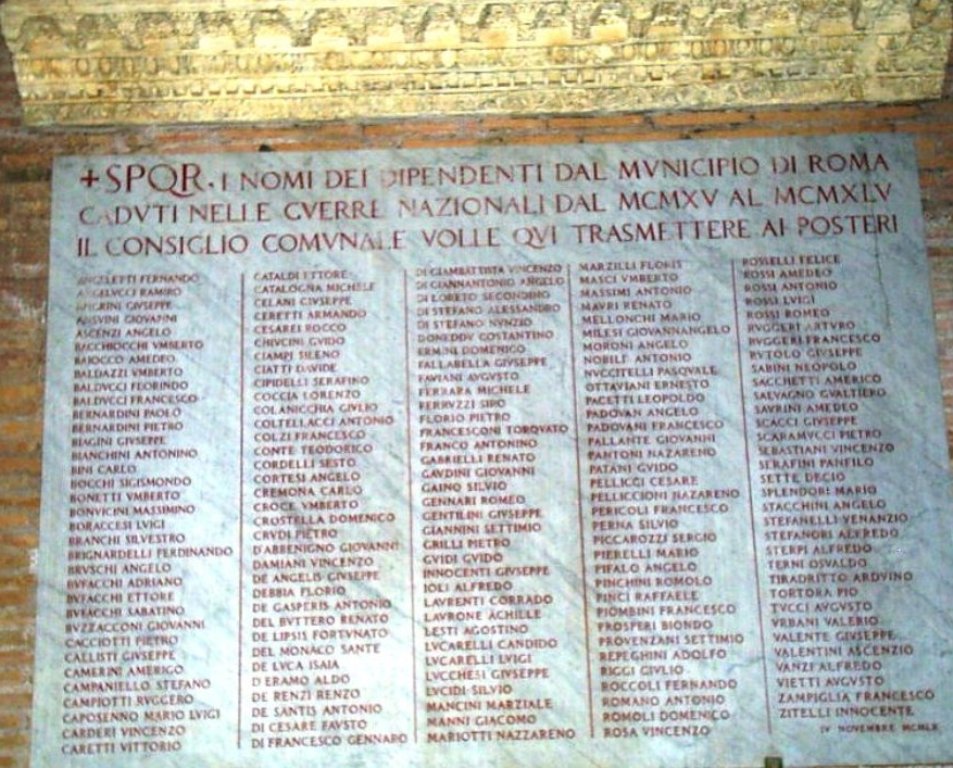 +SPQR. I NOMI DEI DIPENDENTI DAL MVNICIPIO DI ROMA
CADVTI NELLE GVERRE NAZIONALI DAL MCMXV AL MCMXLV
IL CONSIGLIO COMVNALE VOLLE QVI TRASMETTERE AI POSTERI
ANGELETTI FERNANDO
ANGELVCCI RAMIRO
GIVSEPPE
GIOVANNI
ASCENZI ANGELO
BACCHIOCCHI VMBERTO
BAIOCCO AMEDEO
BALDAZZI VMBERTO
BALDVCCI FLORINDO
BALDVCCI FRANCESCO
BERNARDINI PAOLO
BERNARDINI PIETRO
BIAGINI GIVSEPPE
BIANCHINI ANTONINO
BINI CARLO
BOCCHI SIGISMONDO
BONETTI VMBERTO
BONVICINI MASSIMINO
BORACCESI LVIGI
BRANCHI SILVESTRO
BRIGNARDELLI FERDINANDO
BRVSCHI ANGELO
BVFACCHI ADRIANO
BVFACCHI ETTORE
BVFACCHI SABATINO
BVZZACCONI GIOVANNI
CACCIOTTI PIETRO
CALLISTI GIVSEPPE
CAMERINI AMERIGO
CAMPANIELLO STEFANO
CAMPIOTTI RVGGERO
CAPOSENNO MARIO LVIGI
CARDERI VINCENZO
CARETTI VITTORIO
CATALDI ETTORE
CATALOGNA MICHELE
CELANI GIVSEPPE
CERETTI ARMANDO
CESAREI ROCCO
CHIVCINI GVIDO
CIAMPI SILENO
CIATTI DAVIDE
CIPIDELLI SERAFINO
COCCIA LORENZO
COLANICCHIA GIVLIO
COLTELLACCI ANTONIO
COLZI FRANCESCO
CONTE TEODORICO
CORDELLI SESTO
CORTESI ANGELO
CREMONA CARLO
CROCE VMBERTO
CROSTELLA DOMENICO
CRVDI PIETRO
D'ABRENIGNO GIOVANNI
DAMIANI VINCENZO
DE ANGELIS GIVSEPPE
DEBBIA FLORIO
DE GASPERIS ANTONIO
DEL BVTTERO RENATO
DE LIPSIS FORTVNATO
DEL MONACO SANTE
DE LVCA ISAIA
D'ERAMO ALDO
DE RENZI RENZO
DE SANTIS ANTONIO
DI CESARE FAVSTO
DI FRANCESCO GENNARO
DI GIAMBATTISTA VINCENZO
DI GIANNANTONIO ANGELO
DI LORETO SECONDINO
DI STEFANO ALESSANDRO
DI STEFANO NVNZIO
DONEDDV COSTANTINO
ERMINI DOMENICO
FALLABELLA GIVSEPPE
FAVIANI AVGVSTO
FERRARA MICHELE
FERRVZZI SIRO
FLORIO PIETRO
FRANCESCONI TORQVATO
FRANCO ANTONINO
GABRIELLI RENATO
GAVDINI GIOVANNI
GAINO SILVIO
GENNARI ROMEO
GENTILINI GIVSEPPE
GIANNINI SETTIMIO
GRILLI PIETRO
GVIDI GVIDO
INNOCENTI GIVSEPPE
IOLI ALFREDO
LAVRENTI CORRADO
LAVRONE ACHILLE
LESTI AGOSTINO
LVCARELLI CANDIDO
LVCARELLI LVIGI
LVCCHESI GIVSEPPE
LVCIDI SILVIO
MANCINI MARZIALE
MANNI GIACOMO
MARIOTTI NAZZARENO
MARZILLI FLORIS
MASCI VMBERTO
MASSIMI ANTONIO
MAVRI RENATO
MELLONCHI MARIO
MILESI GIOVANNANGELO
MORONI ANGELO
NOBILE ANTONIO
NVCCITELLI PASQVALE
OTTAVIANI ERNESTO
PACETTI LEOPOLDO
PADOVAN ANGELO
PADOVANI FRANCESCO
PALLANTE GIOVANNI
PANTONI NAZARENO
PATANI GVIDO
PELLICCI CESARE
PELLICCIONI NAZARENO
PERICOLI FRANCESCO
PERNA SILVIO
PICCAROZZI SERGIO
PIERELLI MARIO
PIFALO ANGELO
PINCHINI ROMOLO
PINCI RAFFAELE
PIOMBINI FRANCESCO
PROSPERI BIONDO
PROVENZANI SETTIMIO
REPEGHINI ADOLFO
RIGGI GIVLIO
ROCCOLI FERNANDO
ROMANO ANTONIO
ROMOLI DOMENICO
ROSA VINCENZO
ROSIELLI FELICE
ROSSI AMEDEO
ROSSI ANTONIO
ROSSI LVIGI
ROSSI ROMEO
RVGGERI ARTVRO
RVGGERI FRANCESCO
RVTOLO GIVSEPPE
SABINI NEOPOLO
SACCHETTI AMERICO
SALVAGNO GVALTIERO
SAVRINI AMEDEO
SCACCI GIVSEPPE
SCARAMVCCI PIETRO
SEBASTIANI VINCENZO
SERAFINI PANFILO
SETTE DECIO
SPLENDORI MARIO
STACCHINI ANGELO
STEFANELLI VENANZIO
STEFANORI ALFREDO
STERPI ALFREDO
TERNI OSVALDO
TIRADRITTO ARDVINO
TORTORA PIO
TVCCI AVGVSTO
VRBANI VALERIO
VALENTE GIVSEPPE
VALENTINI ASCENZIO
VANZI ALFREDO
VIETTI AVGVSTO
ZAMPIGLIA FRANCESCO
ZITELLI INNOCENTE
IV NOVEMBRE MCMLX